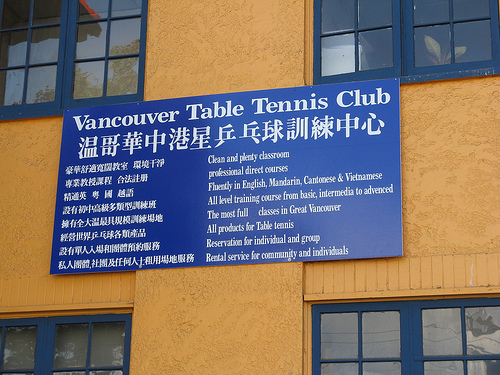 Vancouver Table Tennis Club
温哥華中港星乒乓球訓練中心
豪華舒適寬闊教室 環境干淨
專業教授課程 合法註册
精通英 粵 國 越語
設有初中高級多類型訓練班
擁有全大温最具規模訓練場地
經營世界乒乓球各類產品
設有單人入場和團體預約服務
私人團體,社團及任何人士租用場地服務
Clean and plenty classroom
professional direct courses
Fluently in English, Mandarin, Cantonese & Vietnamese
All level training course from basic, intermedia to advenced
The most full classes in Great Vancouver
All products for Table tennis
Reservation for individual and group
Rental service for community and individuals